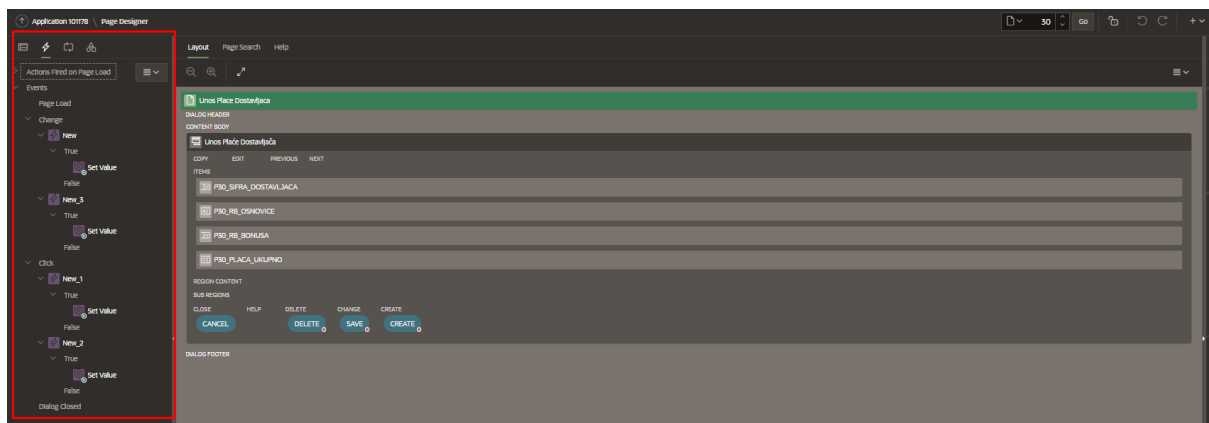 Application 101178 \ Page Designer
30
Go
Layout Page Search Help
Actions Fired on Page Load
Events
Page Load
Change
New
True
Set Value
False
New_3
True
Set Value
False
Click
New_1
True
Set Value
False
New_2
True
Set Value
False
Dialog Closed
Unos Place Dostavljaca
DIALOG HEADER
CONTENT BODY
Unos Plaće Dostavljača
COPY EDIT PREVIOUS NEXT
ITEMS
P30_SIFRA_DOSTAVLJACA
P30_RB_OSNOVICE
P30_RB_BONUSA
P30_PLACA_UKUPNO
REGION CONTENT
SUB REGIONS
CLOSE HELP DELETE CHANGE CREATE
CANCEL DELETE SAVE CREATE
DIALOG FOOTER